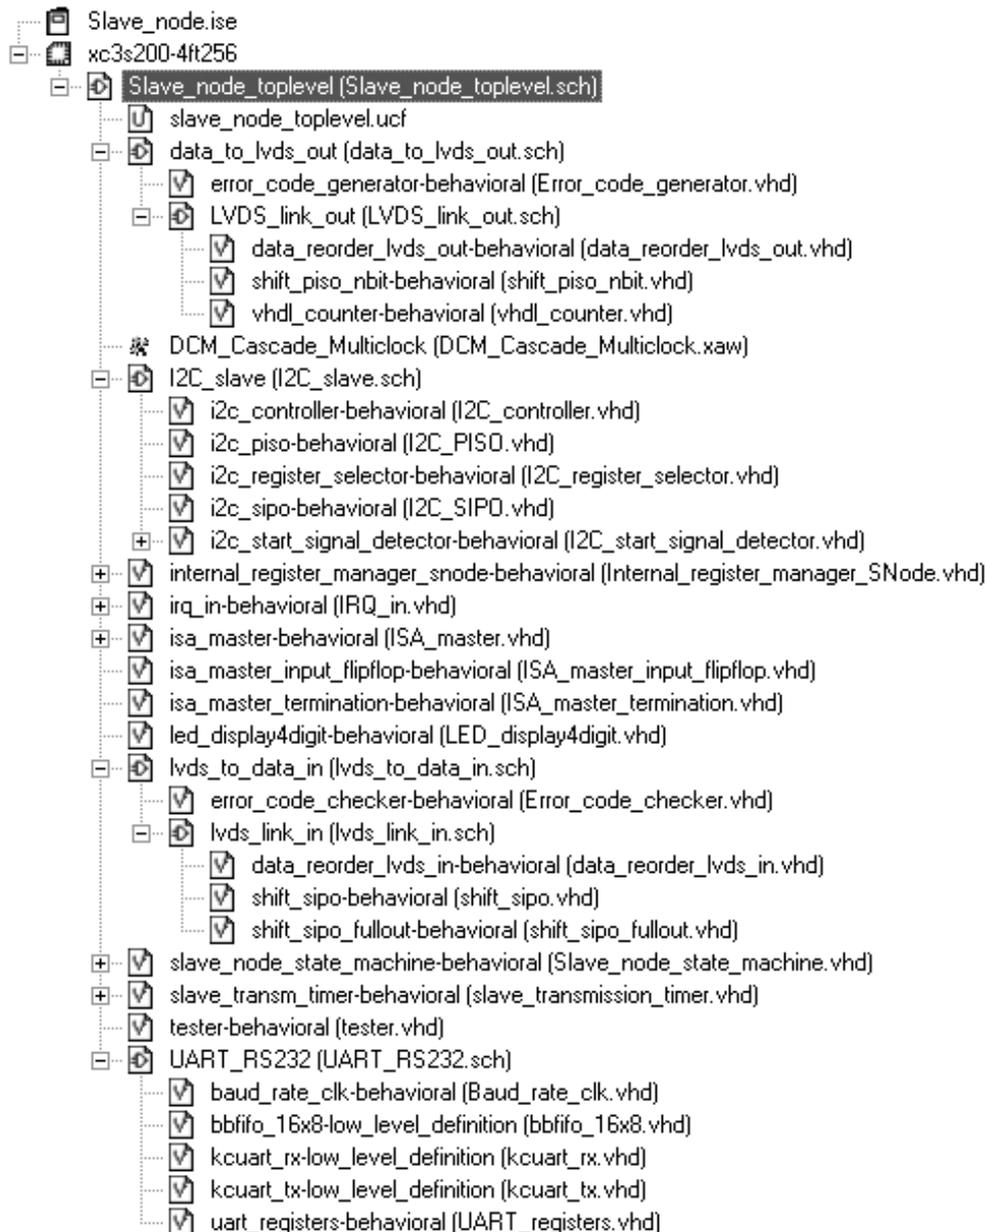 Slave_node.ise
xc3s200-4ft256
Slave_node_toplevel (Slave_node_toplevel.sch)
slave_node_toplevel.ucf
data_to_lvds_out (data_to_lvds_out.sch)
error_code_generator-behavioral (Error_code_generator.vhd)
LVDS_link_out (LVDS_link_out.sch)
data_reorder_lvds_out-behavioral (data_reorder_lvds_out.vhd)
shift_piso_nbit-behavioral (shift_piso_nbit.vhd)
vhdl_counter-behavioral (vhdl_counter.vhd)
DCM_Cascade_Multiclock (DCM_Cascade_Multiclock.xaw)
I2C_slave (I2C_slave.sch)
i2c_controller-behavioral (I2C_controller.vhd)
i2c_piso-behavioral (I2C_PISO.vhd)
i2c_register_selector-behavioral (I2C_register_selector.vhd)
i2c_sipo-behavioral (I2C_SIPO.vhd)
i2c_start_signal_detector-behavioral (I2C_start_signal_detector.vhd)
internal_register_manager_snode-behavioral (Internal_register_manager_SNode.vhd)
irq_in-behavioral (IRQ_in.vhd)
isa_master-behavioral (ISA_master.vhd)
isa_master_input_flipflop-behavioral (ISA_master_input_flipflop.vhd)
isa_master_termination-behavioral (ISA_master_termination.vhd)
led_display4digit-behavioral (LED_display4digit.vhd)
lvds_to_data_in (lvds_to_data_in.sch)
error_code_checker-behavioral (Error_code_checker.vhd)
lvds_link_in (lvds_link_in.sch)
data_reorder_lvds_in-behavioral (data_reorder_lvds_in.vhd)
shift_sipo-behavioral (shift_sipo.vhd)
shift_sipo_fullout-behavioral (shift_sipo_fullout.vhd)
slave_node_state_machine-behavioral (Slave_node_state_machine.vhd)
slave_transm_timer-behavioral (slave_transmission_timer.vhd)
tester-behavioral (tester.vhd)
UART_RS232 (UART_RS232.sch)
baud_rate_clk-behavioral (Baud_rate_clk.vhd)
bbfifo_16x8-low_level_definition (bbfifo_16x8.vhd)
kcuart_rx-low_level_definition (kcuart_rx.vhd)
kcuart_tx-low_level_definition (kcuart_tx.vhd)
uart_registers-behavioral (UART_registers.vhd)